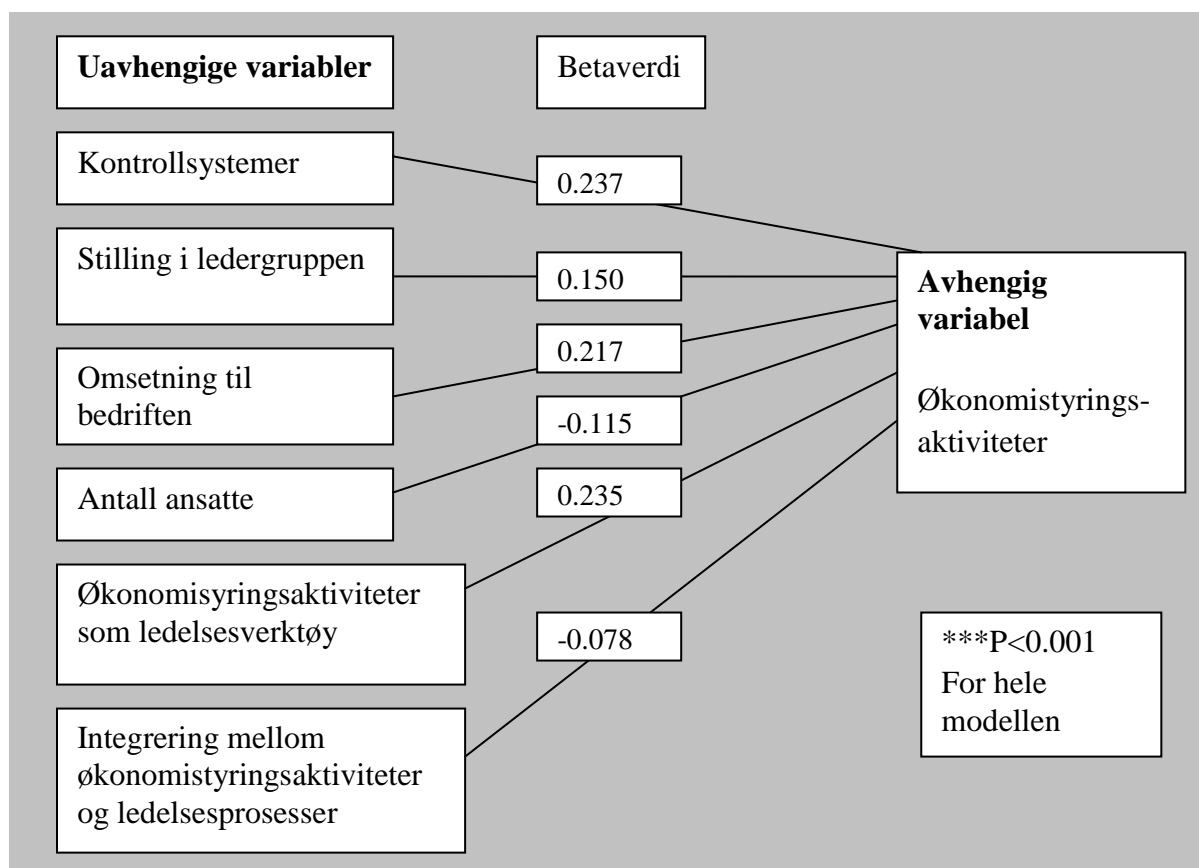 Uavhengige variabler
Betaverdi
Kontrollsystemer
0.237
Stilling i ledergruppen
0.150
Omsetning til
bedriften
0.217
Antall ansatte
-0.115
Økonomisyringsaktiviteter
som ledelsesverktøy
0.235
Integrering mellom
økonomistyringsaktiviteter
og ledelsesprosesser
-0.078
Avhengig
variabel
Økonomistyrings-
aktiviteter
***P<0.001
For hele
modellen